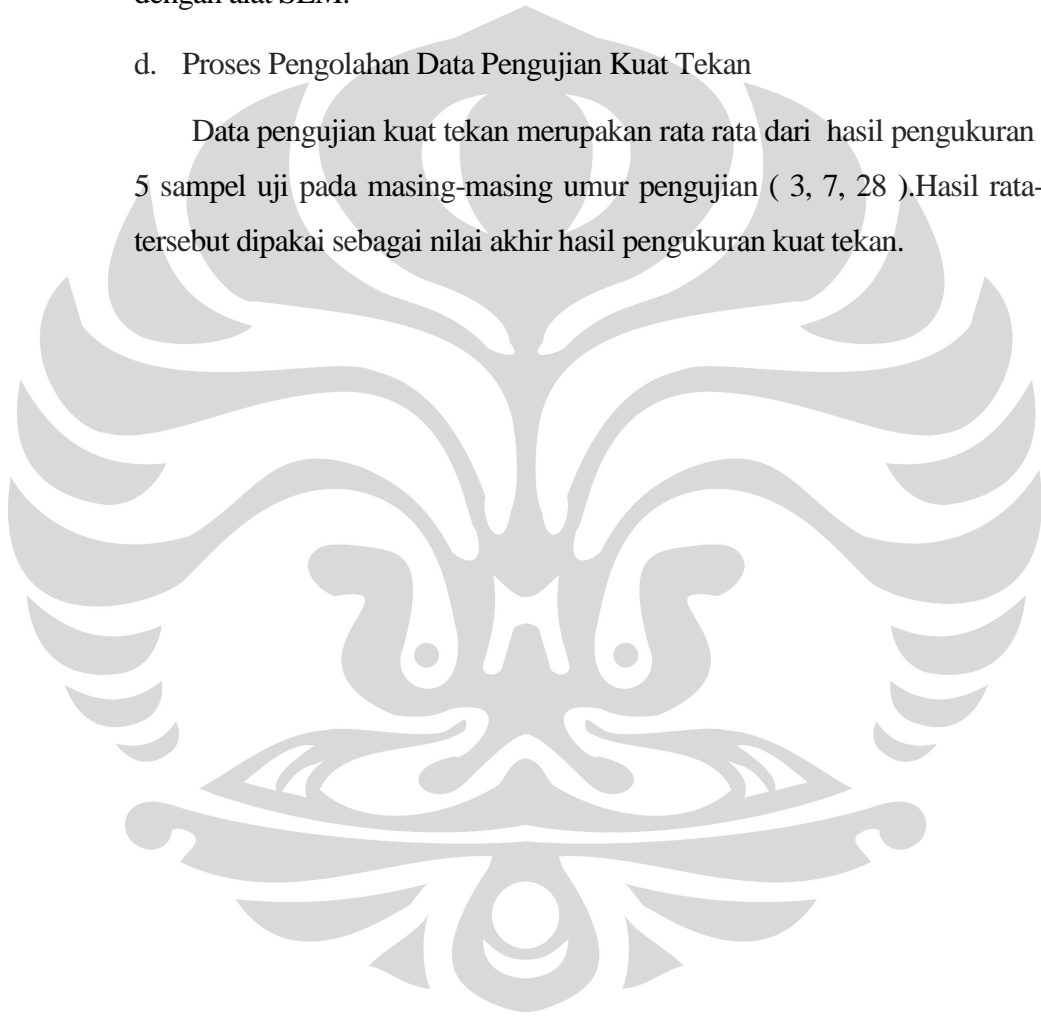 dengan alat SEM.
d. Proses Pengolahan Data Pengujian Kuat Tekan
Data pengujian kuat tekan merupakan rata rata dari hasil pengukuran
5 sampel uji pada masing-masing umur pengujian ( 3, 7, 28 ).Hasil rata-
tersebut dipakai sebagai nilai akhir hasil pengukuran kuat tekan.